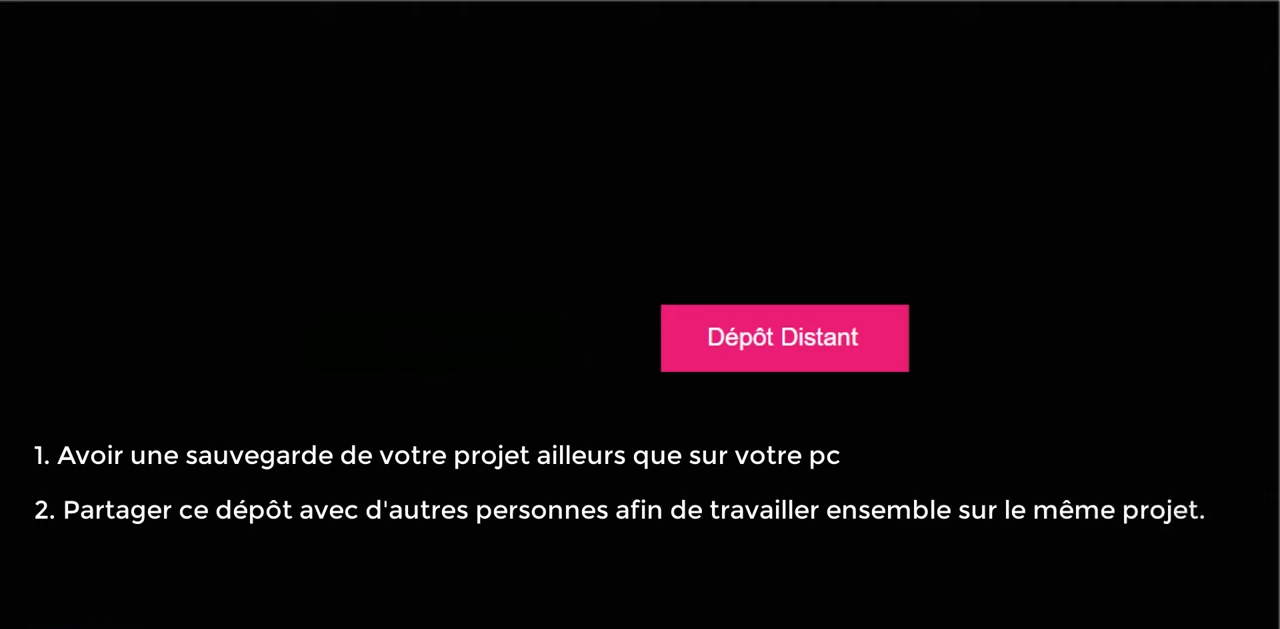 Dépôt Distant
1. Avoir une sauvegarde de votre projet ailleurs que sur votre pc
2. Partager ce dépôt avec d'autres personnes afin de travailler ensemble sur le même projet.